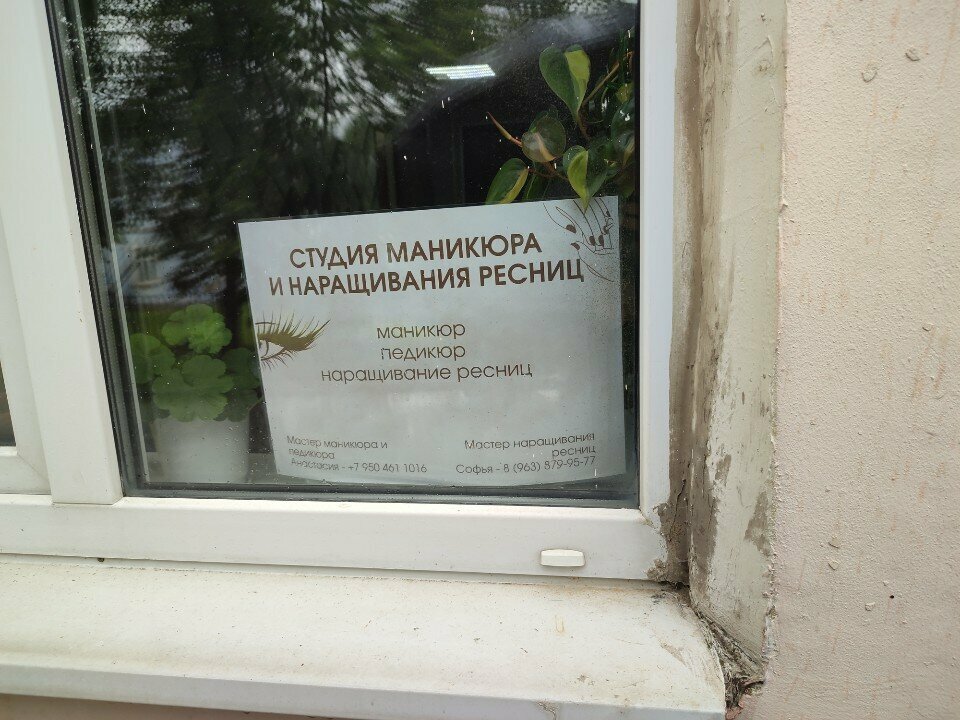 СТУДИЯ МАНИКЮРА
И НАРАЩИВАНИЯ РЕСНИЦ
маникюр
педикюр
наращивание ресниц
Мастер маникюра и
педикюра
Анастасия - +7 950 461 1016
Мастер наращивания
ресниц
Софья - 8 (963) 879-95-77